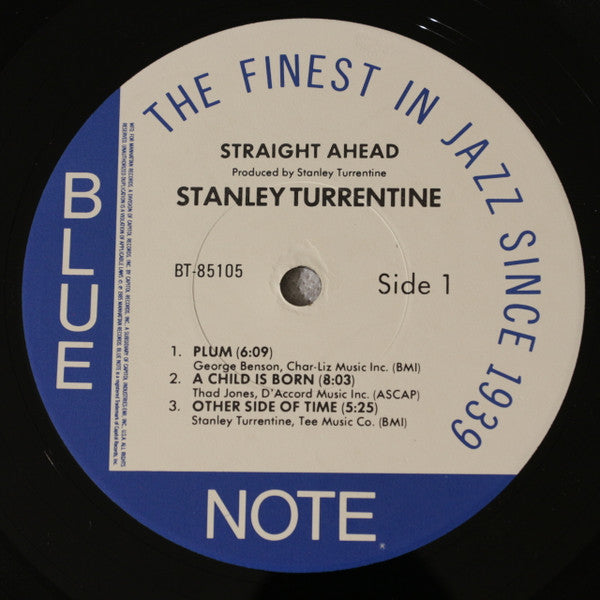 THE FINEST IN JAZZ SINCE 1939
STRAIGHT AHEAD
Produced by Stanley Turrentine
STANLEY TURRENTINE
BT-85105
Side 1
1. PLUM (6:09)
George Benson, Char-Liz Music Inc. (BMI)
2. A CHILD IS BORN (8:03)
Thad Jones, D'Accord Music Inc. (ASCAP)
3. OTHER SIDE OF TIME (5:25)
Stanley Turrentine, Tee Music Co. (BMI)
BLUE
NOTE